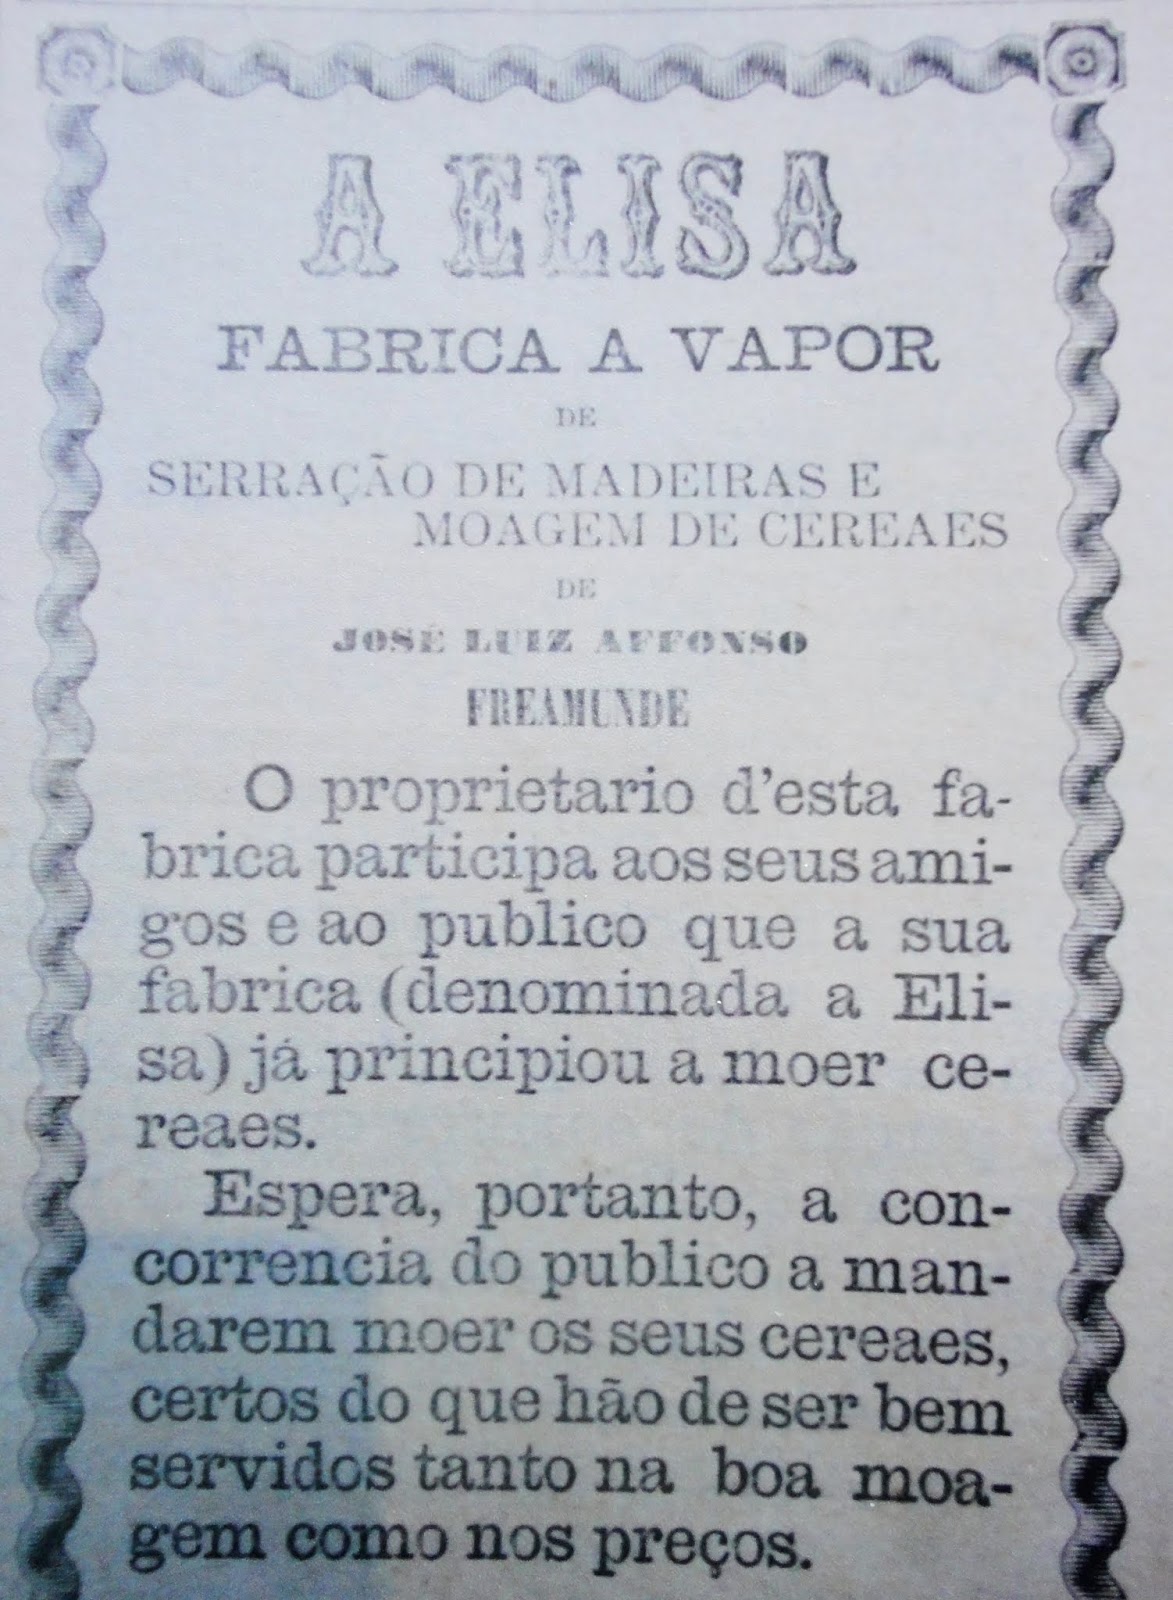 A ELISA
FABRICA A VAPOR
DE
SERRAÇÃO DE MADEIRAS E
MOAGEM DE CEREAES
DE
JOSÉ LUIZ AFFONSO
FREAMUNDE
O proprietario d'esta fa-
brica participa aos seus ami-
gos e ao publico que a sua
fabrica (denominada a Eli-
sa) já principiou a moer ce-
reaes.
Espera, portanto, a con-
correncia do publico a man-
darem moer os seus cereaes,
certos do que hão de ser bem
servidos tanto na boa moa-
gem como nos preços.